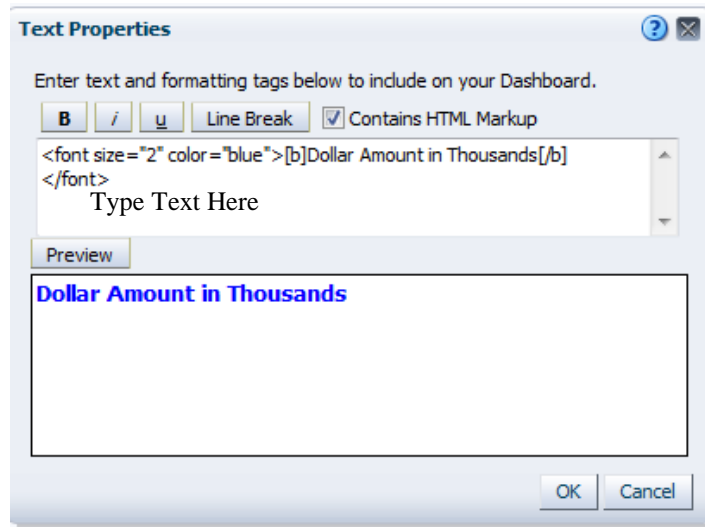 Text Properties ?
Enter text and formatting tags below to include on your Dashboard.
B i u Line Break Contains HTML Markup
<font size="2" color="blue">[b]Dollar Amount in Thousands[/b]
</font>
Type Text Here
Preview
Dollar Amount in Thousands
OK Cancel